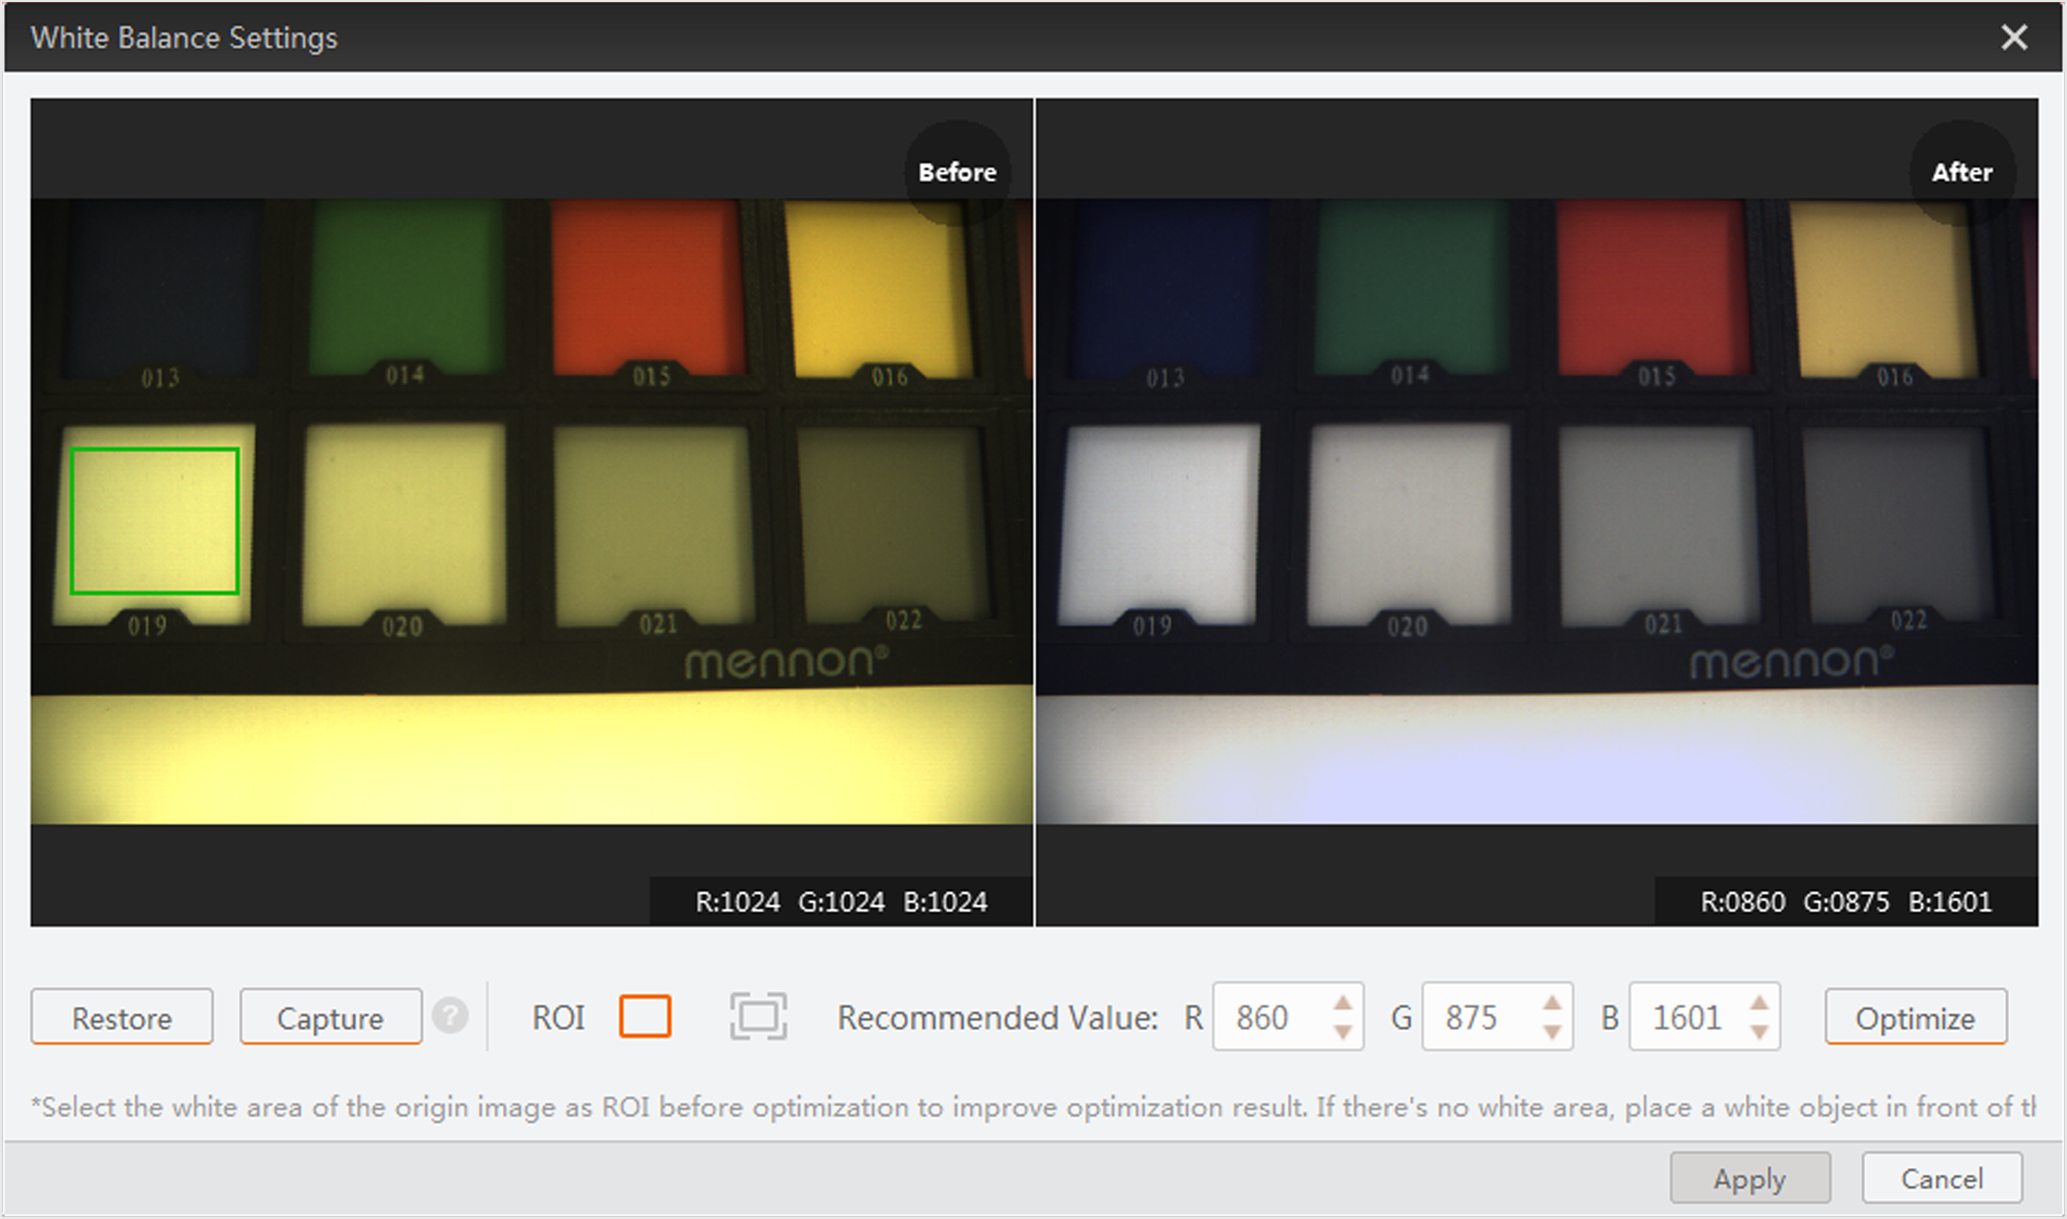 White Balance Settings
Before
After
013
014
015
016
013
014
015
016
019
020
021
022
019
020
021
022
mennon®
mennon®
R:1024 G:1024 B:1024
R:0860 G:0875 B:1601
Restore
Capture
?
ROI
Recommended Value:
R
860
G
875
B
1601
Optimize
*Select the white area of the origin image as ROI before optimization to improve optimization result. If there's no white area, place a white object in front of
Apply
Cancel